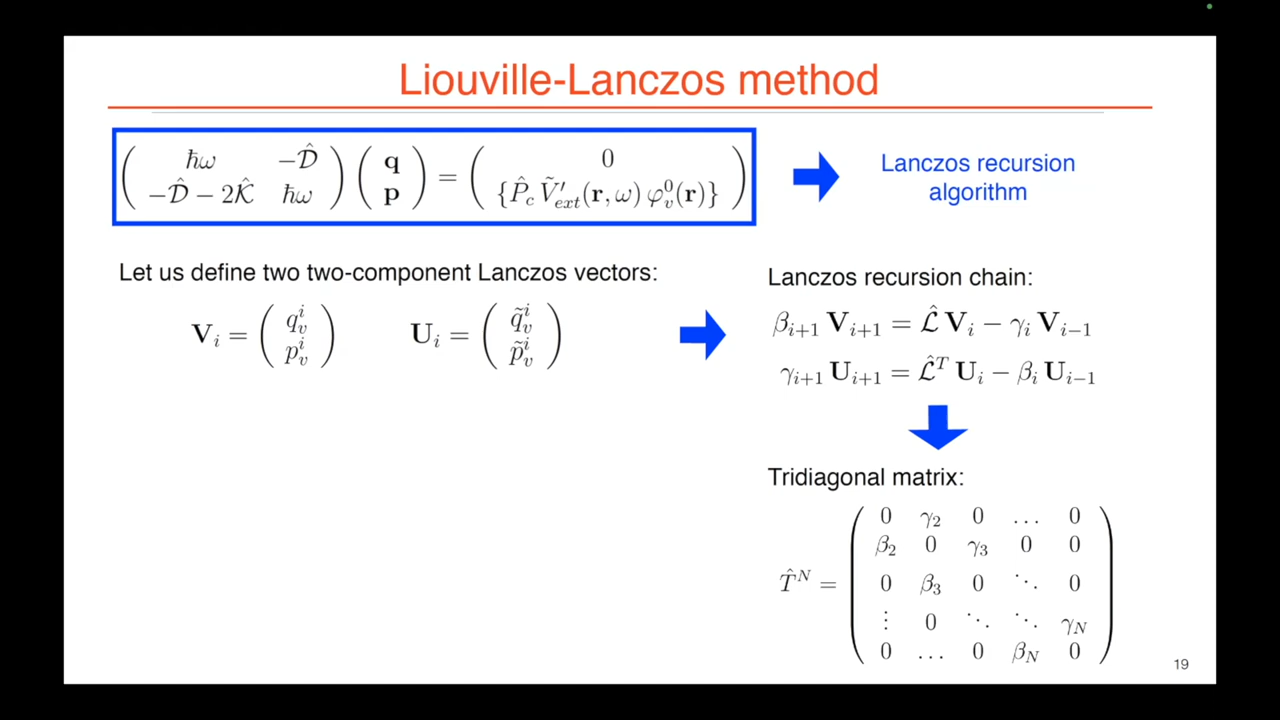 Liouville-Lanczos method
( ħω −𝒟̂ ) ( q ) = ( 0 )
( −𝒟̂ − 2𝒦̂ ħω ) ( p ) ( {P̂_c Ṽ′_ext(r, ω) φ_v^0(r)} )
Lanczos recursion
algorithm
Let us define two two-component Lanczos vectors:
V_i = ( q_v^i ) U_i = ( q̃_v^i )
( p_v^i ) ( p̃_v^i )
Lanczos recursion chain:
β_{i+1} V_{i+1} = ℒ̂ V_i − γ_i V_{i−1}
γ_{i+1} U_{i+1} = ℒ̂^T U_i − β_i U_{i−1}
Tridiagonal matrix:
T̂^N =
0 γ_2 0 … 0
β_2 0 γ_3 0 0
0 β_3 0 ⋱ 0
⋮ 0 ⋱ ⋱ γ_N
0 … 0 β_N 0
19